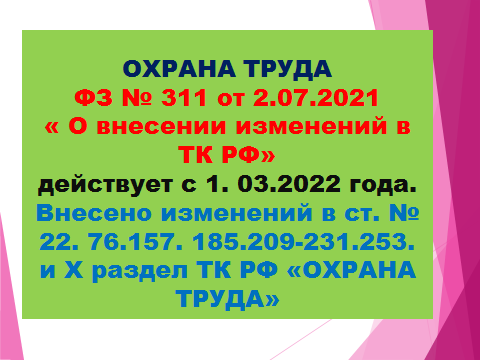 ОХРАНА ТРУДА
ФЗ № 311 от 2.07.2021
« О внесении изменений в
ТК РФ»
действует с 1. 03.2022 года.
Внесено изменений в ст. №
22. 76.157. 185.209-231.253.
и X раздел ТК РФ «ОХРАНА
ТРУДА»